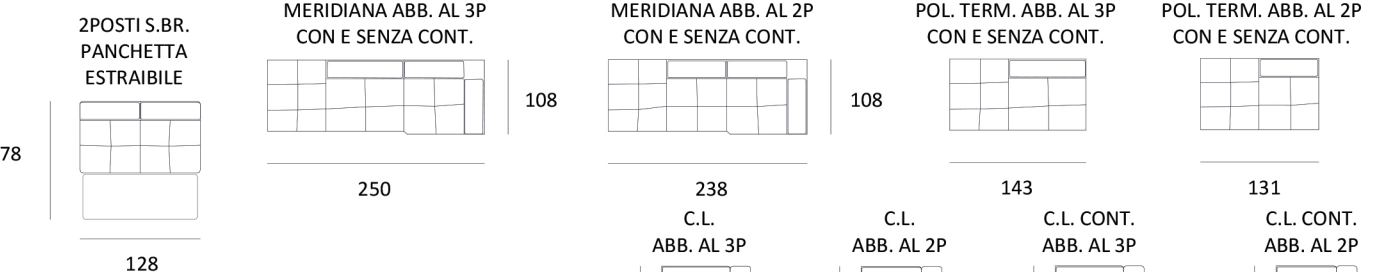 2POSTI S.BR.
PANCHETTA
ESTRAIBILE
78
128
MERIDIANA ABB. AL 3P
CON E SENZA CONT.
108
250
MERIDIANA ABB. AL 2P
CON E SENZA CONT.
108
238
POL. TERM. ABB. AL 3P
CON E SENZA CONT.
143
POL. TERM. ABB. AL 2P
CON E SENZA CONT.
131
C.L.
ABB. AL 3P
C.L.
ABB. AL 2P
C.L. CONT.
ABB. AL 3P
C.L. CONT.
ABB. AL 2P